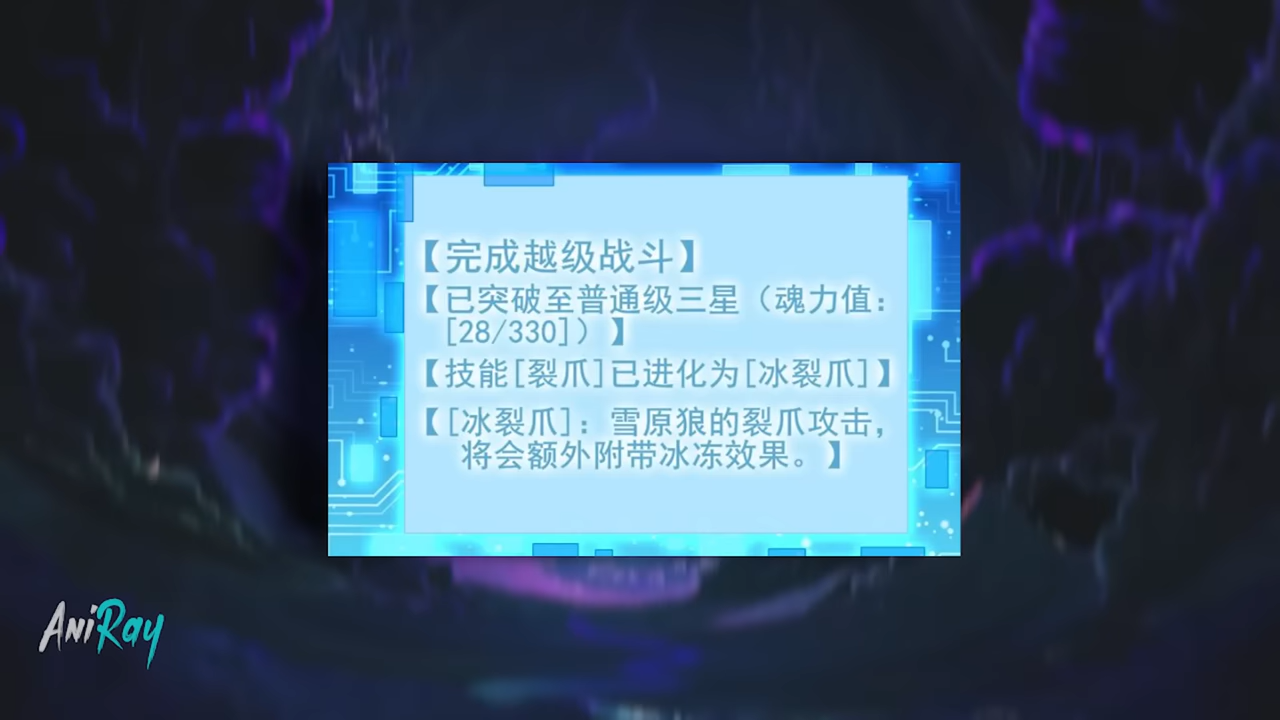 【完成越级战斗】
【已突破至普通级三星（魂力值：
[28/330]）】
【技能[裂爪]已进化为[冰裂爪]】
【[冰裂爪]：雪原狼的裂爪攻击，
将会额外附带冰冻效果。】
AniRay